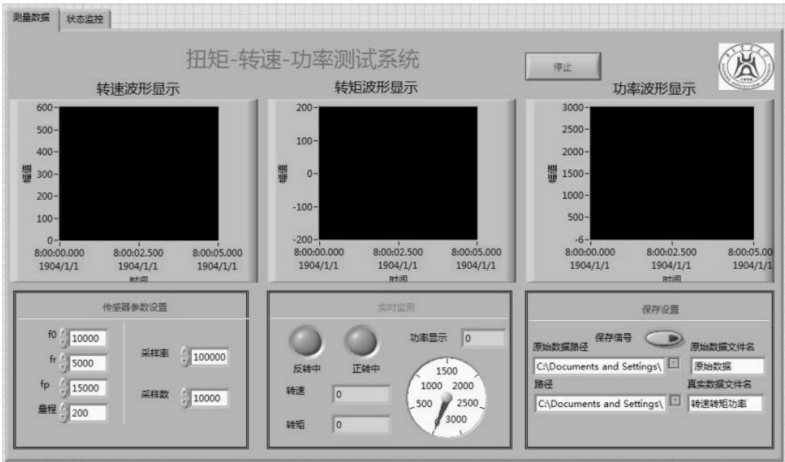 测量数据 状态监控
扭矩-转速-功率测试系统
停止
转速波形显示
600
500
400
300
200
100
0
幅值
8:00:00.000 8:00:02.500 8:00:05.000
1904/1/1 1904/1/1 1904/1/1
时间
转矩波形显示
200
100
0
-100
-200
幅值
8:00:00.000 8:00:02.500 8:00:05.000
1904/1/1 1904/1/1 1904/1/1
时间
功率波形显示
3000
2500
2000
1500
1000
500
-6
幅值
8:00:00.000 8:00:02.500 8:00:05.00
1904/1/1 1904/1/1 1904/1/1
时间
传感器参数设置
f0 10000
fr 5000
fp 15000
量程 200
采样率 100000
采样数 10000
实时监测
反转中 正转中
功率显示 0
转速 0
转矩 0
1500
1000 2000
500 2500
0 3000
保存设置
保存信号
原始数据路径 原始数据文件名
C:\Documents and Settings\ 原始数据
路径 真实数据文件名
C:\Documents and Settings\ 转速转矩功率